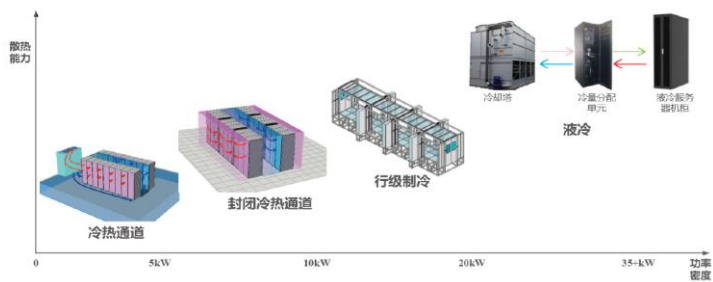 散热
能力
冷却塔
冷量分配
单元
液冷服务
器机柜
液冷
行级制冷
封闭冷热通道
冷热通道
0
5kW
10kW
20kW
35+kW
功率
密度